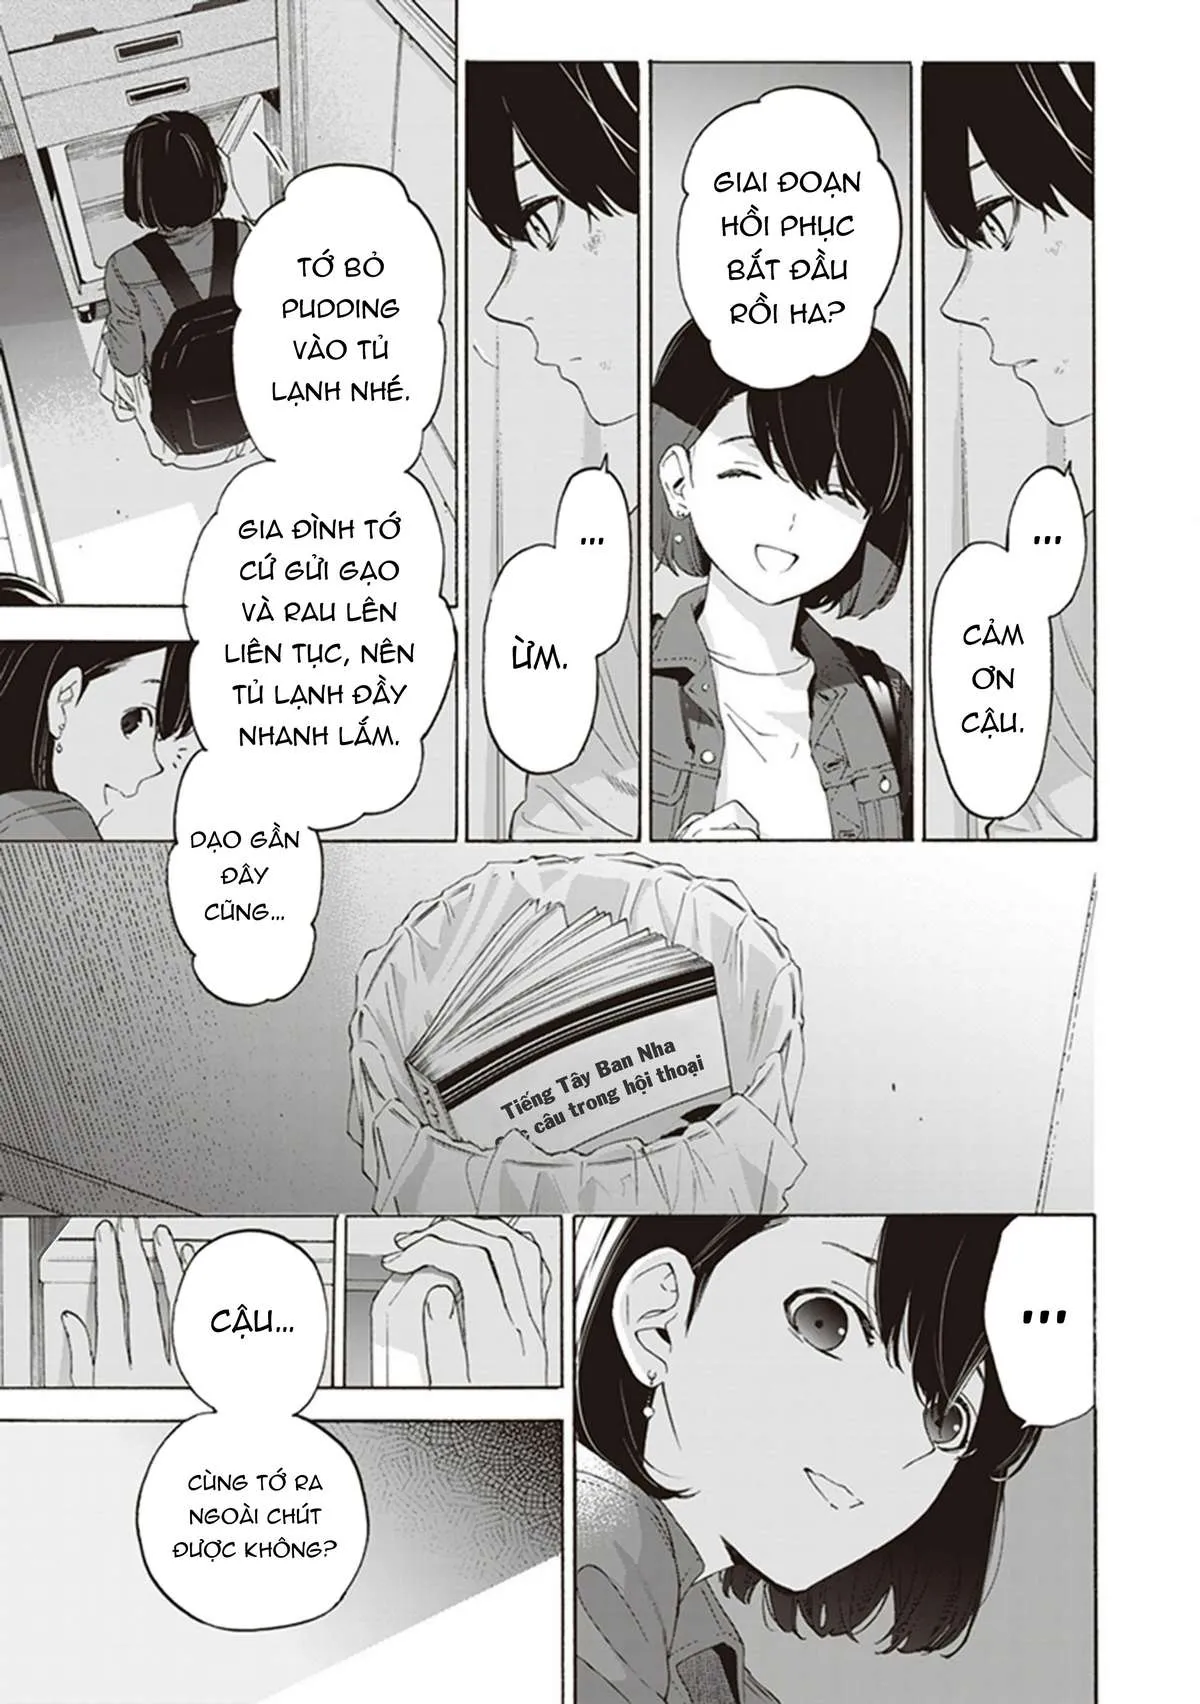 ...
CẢM
ƠN
CẬU.
GIAI ĐOẠN
HỒI PHỤC
BẮT ĐẦU
RỒI HA?
...
ỪM.
TỚ BỎ
PUDDING
VÀO TỦ
LẠNH NHÉ.
GIA ĐÌNH TỚ
CỨ GỬI GẠO
VÀ RAU LÊN
LIÊN TỤC, NÊN
TỦ LẠNH ĐẦY
NHANH LẮM.
DẠO GẦN
ĐÂY
CŨNG...
Tiếng Tây Ban Nha
câu trong hội thoại
...
CẬU...
CÙNG TỚ RA
NGOÀI CHÚT
ĐƯỢC KHÔNG?